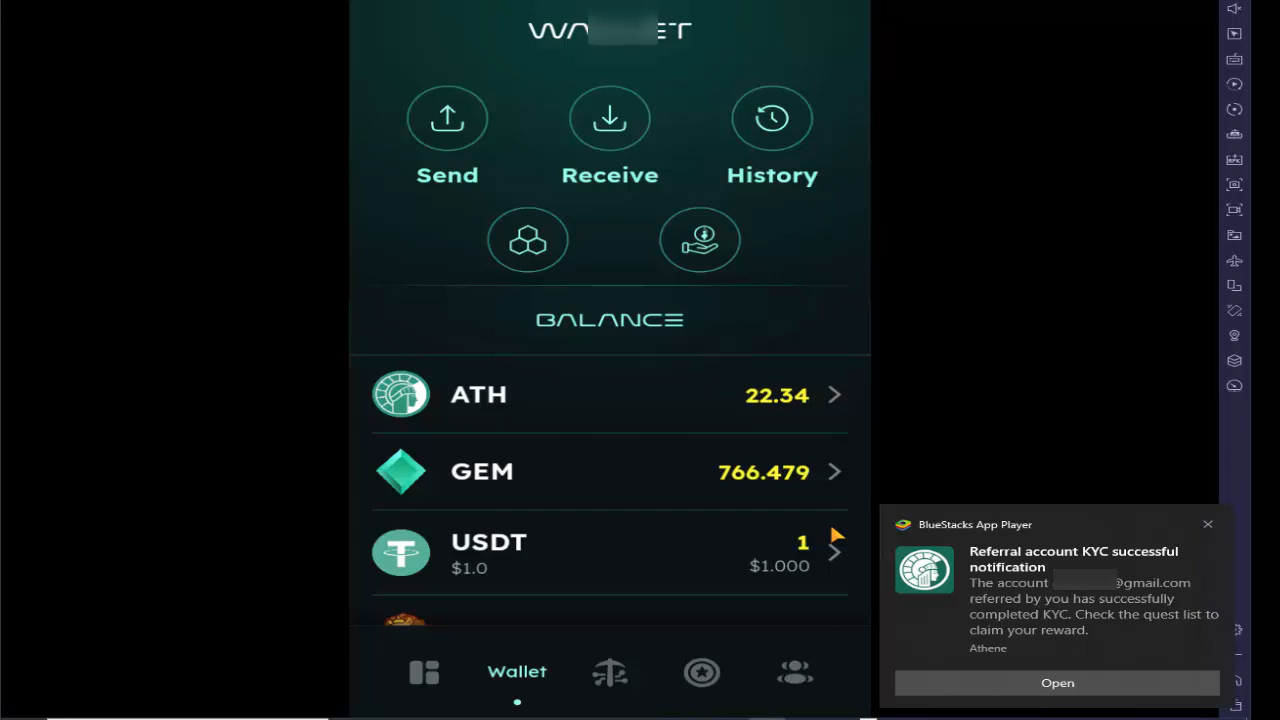 Send
Receive
History
BALANCE
ATH
22.34
GEM
766.479
USDT
1
$1.0
$1.000
Wallet
BlueStacks App Player
Referral account KYC successful
notification
The account @gmail.com
referred by you has successfully
completed KYC. Check the quest list to
claim your reward.
Athene
Open